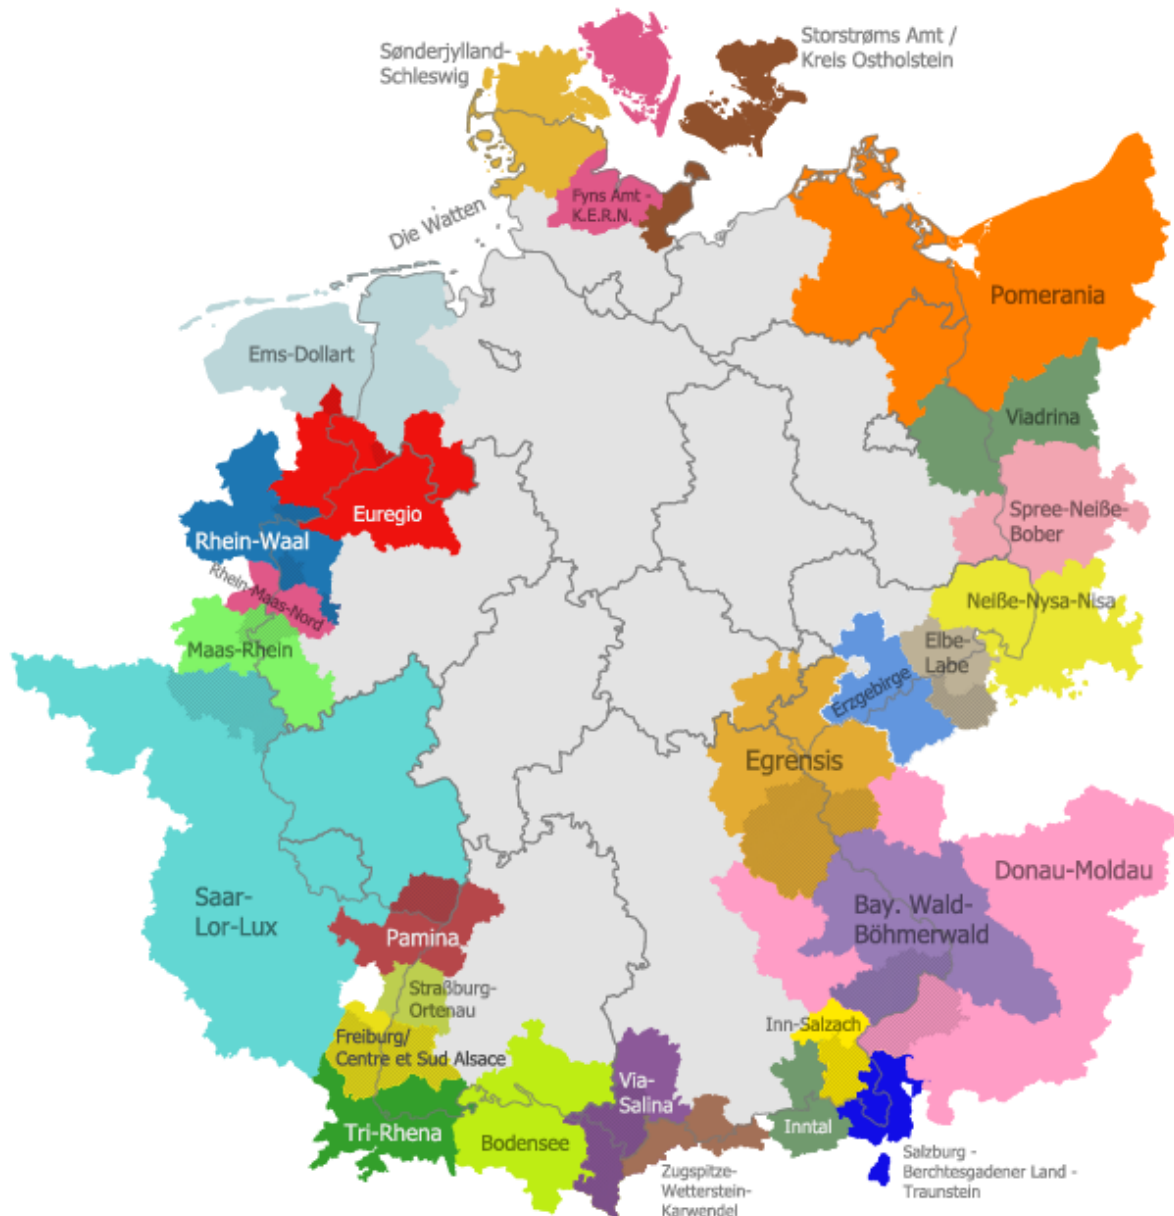 Storstrøms Amt /
Kreis Ostholstein
Sønderjylland-
Schleswig
Fyns Amt -
K.E.R.N.
Die Watten
Pomerania
Ems-Dollart
Viadrina
Euregio
Spree-Neiße-
Bober
Rhein-Waal
Rhein-Maas-Nord
Neiße-Nysa-Nisa
Maas-Rhein
Elbe-
Labe
Erzgebirge
Egrensis
Donau-Moldau
Saar-
Lor-Lux
Bay. Wald-
Böhmerwald
Pamina
Straßburg-
Ortenau
Inn-Salzach
Freiburg/
Centre et Sud Alsace
Via-
Salina
Tri-Rhena
Bodensee
Inntal
Zugspitze-
Wetterstein-
Karwendel
Salzburg -
Berchtesgadener Land -
Traunstein